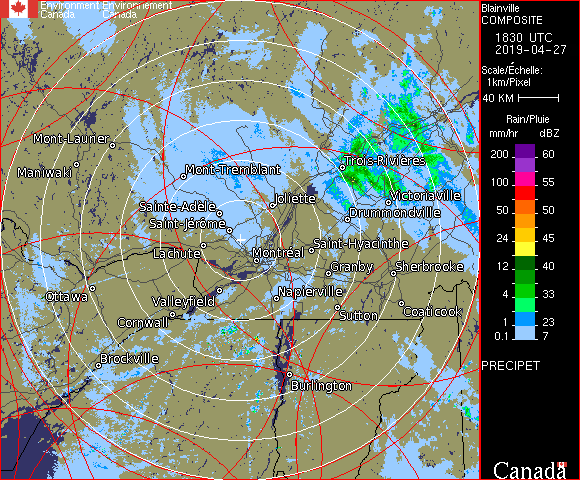 Environment Environnement
Canada Canada
Blainville
COMPOSITE
1830 UTC
2019-04-27
Scale/Échelle:
1km/Pixel
40 KM
Rain/Pluie
mm/hr dBZ
200 60
100 55
50 50
24 45
12 40
4 33
1 23
0.1 7
PRECIPET
Canada
Mont-Laurier
Maniwaki
Mont-Tremblant
Trois-Rivières
Sainte-Adèle
Joliette
Victoriaville
Saint-Jérôme
Drummondville
Lachute
Montréal
Saint-Hyacinthe
Granby
Sherbrooke
Ottawa
Valleyfield
Napierville
Cornwall
Sutton
Coaticook
Brockville
Burlington